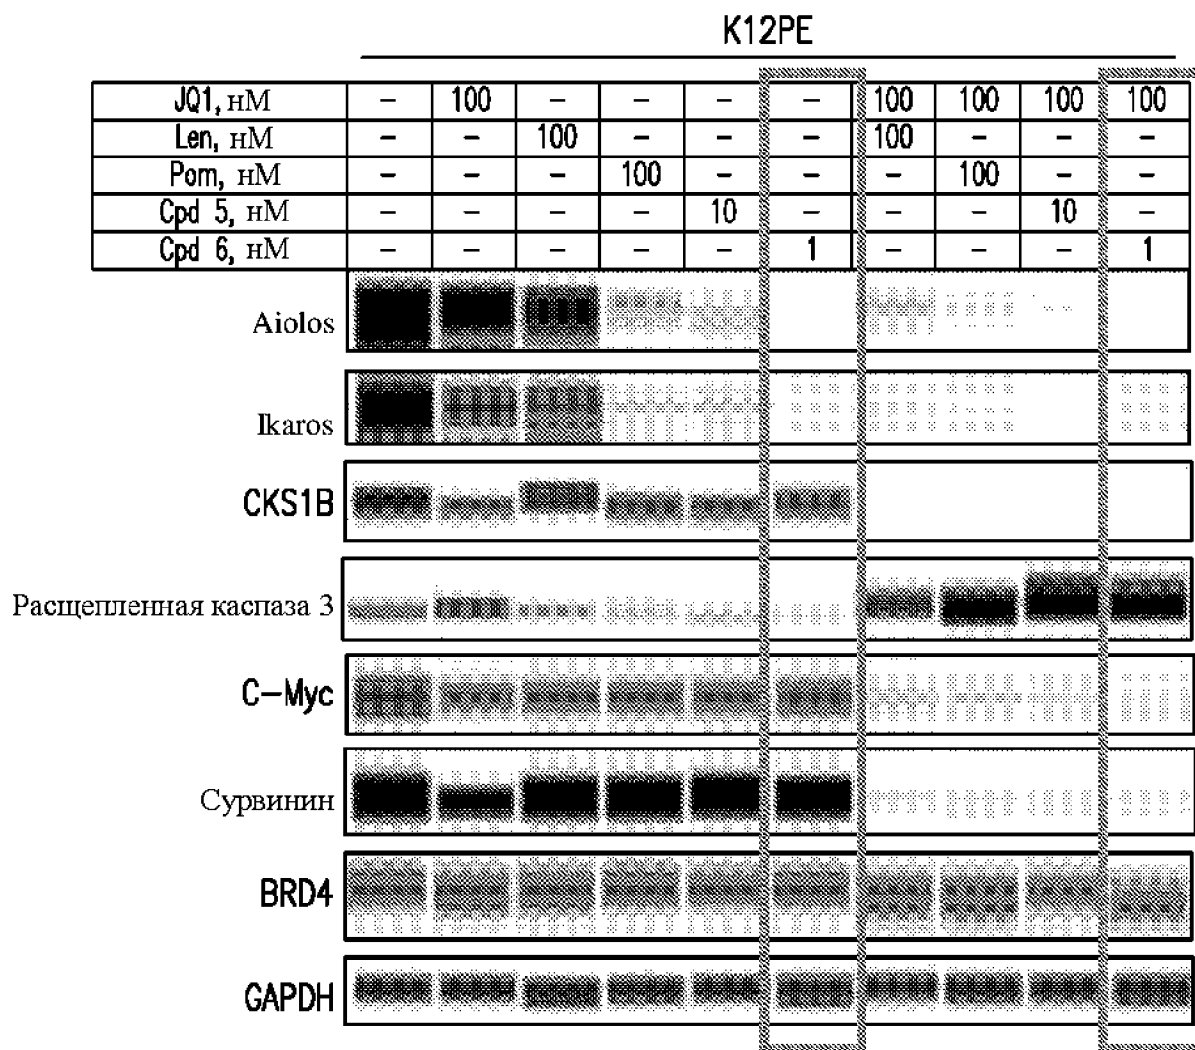 K12PE
JQ1, нМ – 100 – – – – 100 100 100 100
Len, нМ – – 100 – – – 100 – – –
Pom, нМ – – – 100 – – – 100 – –
Cpd 5, нМ – – – – 10 – – – 10 –
Cpd 6, нМ – – – – – 1 – – – 1
Aiolos
Ikaros
CKS1B
Расщепленная каспаза 3
C-Myc
Сурвинин
BRD4
GAPDH